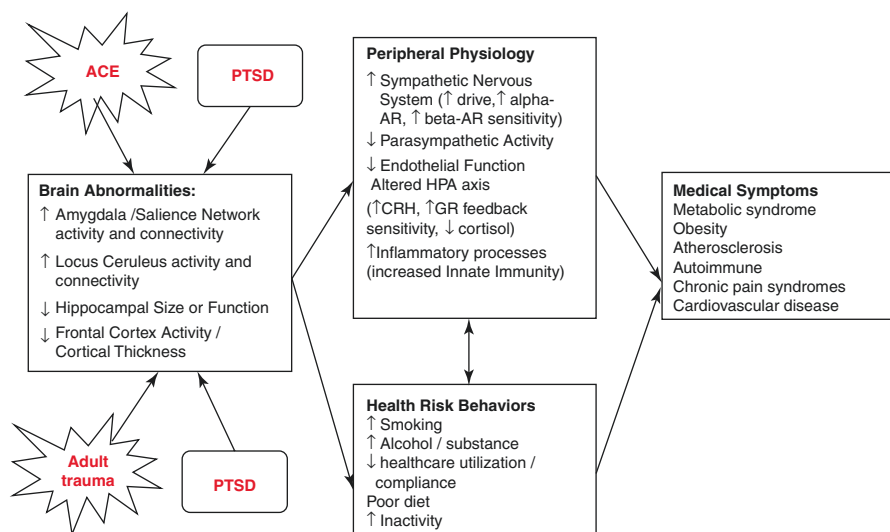 ACE
PTSD
Brain Abnormalities:
↑ Amygdala /Salience Network
activity and connectivity
↑ Locus Ceruleus activity and
connectivity
↓ Hippocampal Size or Function
↓ Frontal Cortex Activity /
Cortical Thickness
Adult
trauma
PTSD
Peripheral Physiology
↑ Sympathetic Nervous
System (↑ drive,↑ alpha-
AR, ↑ beta-AR sensitivity)
↓ Parasympathetic Activity
↓ Endothelial Function
Altered HPA axis
(↑CRH, ↑GR feedback
sensitivity, ↓ cortisol)
↑Inflammatory processes
(increased Innate Immunity)
Health Risk Behaviors
↑ Smoking
↑ Alcohol / substance
↓ healthcare utilization /
compliance
Poor diet
↑ Inactivity
Medical Symptoms
Metabolic syndrome
Obesity
Atherosclerosis
Autoimmune
Chronic pain syndromes
Cardiovascular disease